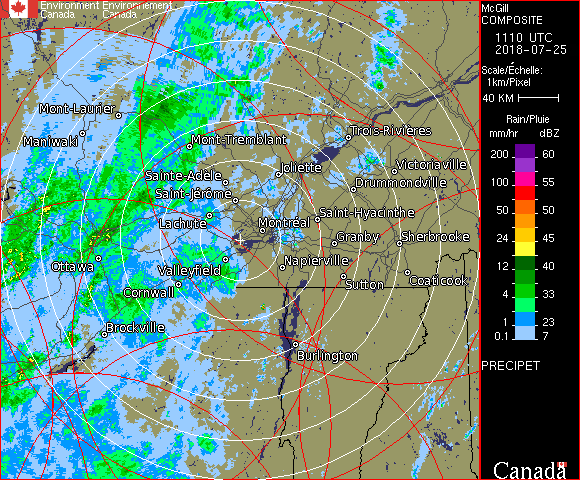 Environment Environnement
Canada Canada
McGill
COMPOSITE
1110 UTC
2018-07-25
Scale/Échelle:
1km/Pixel
40 KM
Rain/Pluie
mm/hr dBZ
200 60
100 55
50 50
24 45
12 40
4 33
1 23
0.1 7
PRECIPET
Canada
Mont-Laurier
Maniwaki
Mont-Tremblant
Trois-Rivières
Sainte-Adèle
Joliette
Victoriaville
Drummondville
Saint-Jérôme
Lachute
Montréal
Saint-Hyacinthe
Granby
Sherbrooke
Ottawa
Valleyfield
Napierville
Cornwall
Sutton
Coaticook
Brockville
Burlington